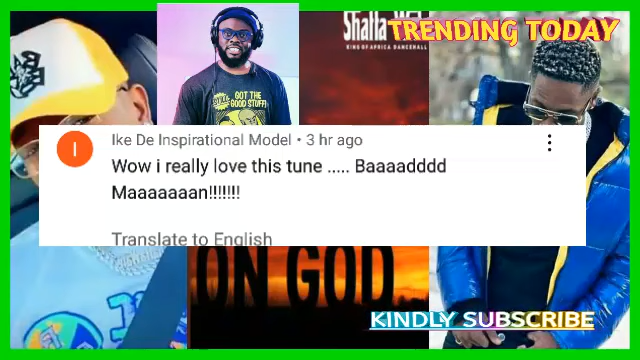 Shatta Wale
KING OF AFRICA DANCEHALL
TRENDING TODAY
GOT THE
GOOD STUFF!
I
Ike De Inspirational Model • 3 hr ago
Wow i really love this tune ..... Baaaadddd
Maaaaaaan!!!!!!!
Translate to English
ON GOD
KINDLY SUBSCRIBE